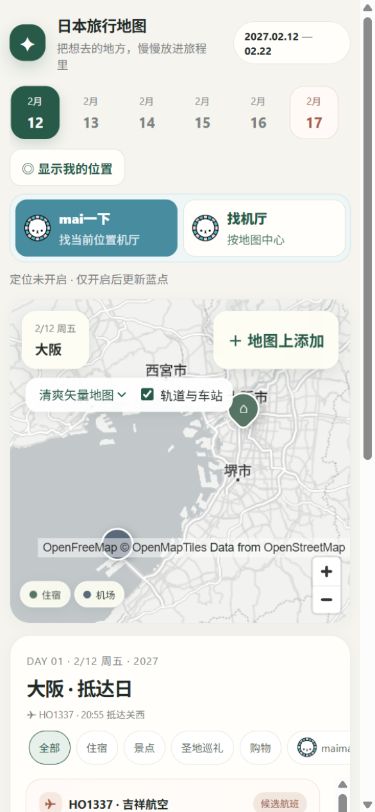 日本旅行地图
把想去的地方，慢慢放进旅程
里
2027.02.12 —
02.22
2月 2月 2月 2月 2月 2月
12 13 14 15 16 17
◎ 显示我的位置
mai一下
找当前位置机厅
找机厅
按地图中心
定位未开启 · 仅开启后更新蓝点
2/12 周五
大阪
+ 地图上添加
西宮市
清爽矢量地图
轨道与车站
市
堺市
OpenFreeMap © OpenMapTiles Data from OpenStreetMap
住宿
机场
+
−
DAY 01 · 2/12 周五 · 2027
大阪 · 抵达日
✈ HO1337 · 20:55 抵达关西
全部
住宿
景点
圣地巡礼
购物
maima
HO1337 · 吉祥航空
候选航班